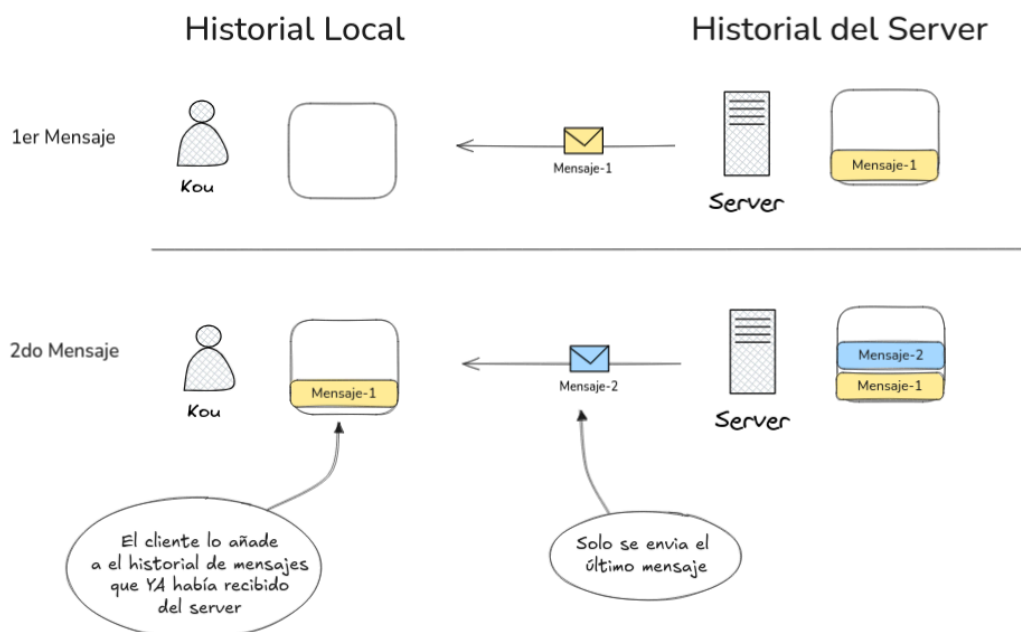 Historial Local
Historial del Server
1er Mensaje
Kou
Mensaje-1
Server
Mensaje-1
2do Mensaje
Kou
Mensaje-1
Mensaje-2
Server
Mensaje-2
Mensaje-1
El cliente lo añade
a el historial de mensajes
que YA había recibido
del server
Solo se envia el
último mensaje